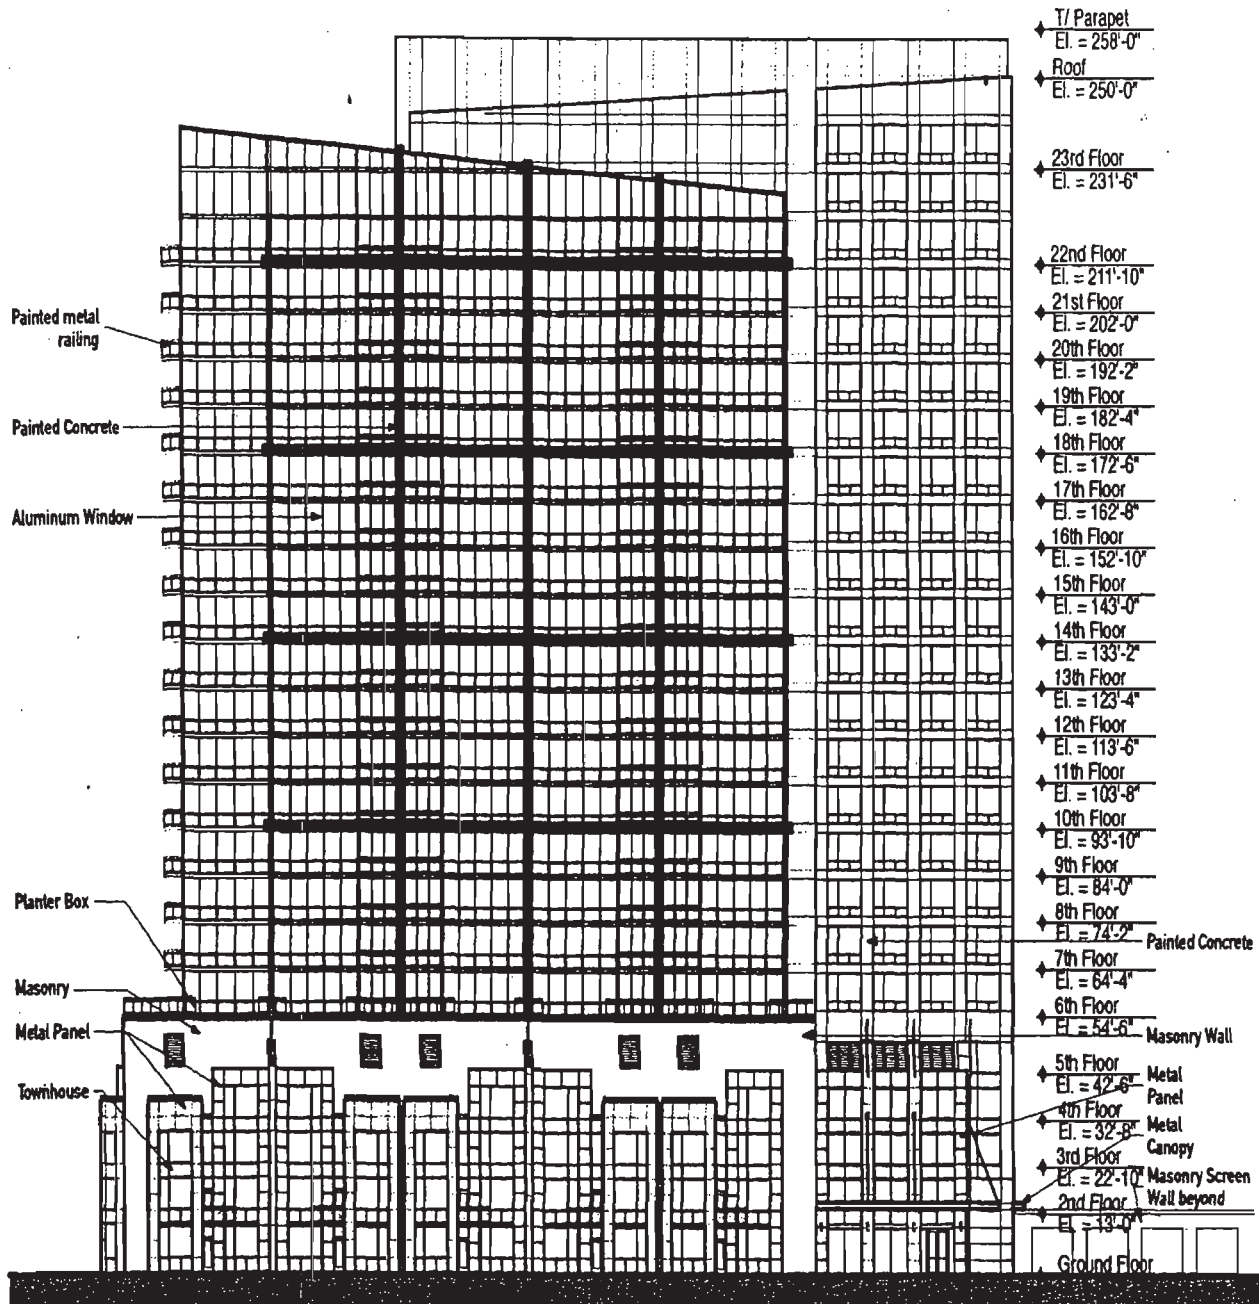 T/ Parapet
El. = 258'-0"
Roof
El. = 250'-0"
23rd Floor
El. = 231'-6"
22nd Floor
El. = 211'-10"
21st Floor
El. = 202'-0"
20th Floor
El. = 192'-2"
19th Floor
El. = 182'-4"
18th Floor
El. = 172'-6"
17th Floor
El. = 162'-8"
16th Floor
El. = 152'-10"
15th Floor
El. = 143'-0"
14th Floor
El. = 133'-2"
13th Floor
El. = 123'-4"
12th Floor
El. = 113'-6"
11th Floor
El. = 103'-8"
10th Floor
El. = 93'-10"
9th Floor
El. = 84'-0"
8th Floor
El. = 74'-2"
7th Floor
El. = 64'-4"
6th Floor
El. = 54'-6"
5th Floor
El. = 42'-6"
4th Floor
El. = 32'-8"
3rd Floor
El. = 22'-10"
2nd Floor
El. = 13'-0"
Ground Floor
Painted metal
railing
Painted Concrete
Aluminum Window
Planter Box
Masonry
Metal Panel
Townhouse
Painted Concrete
Masonry Wall
Metal
Panel
Metal
Canopy
Masonry Screen
Wall beyond